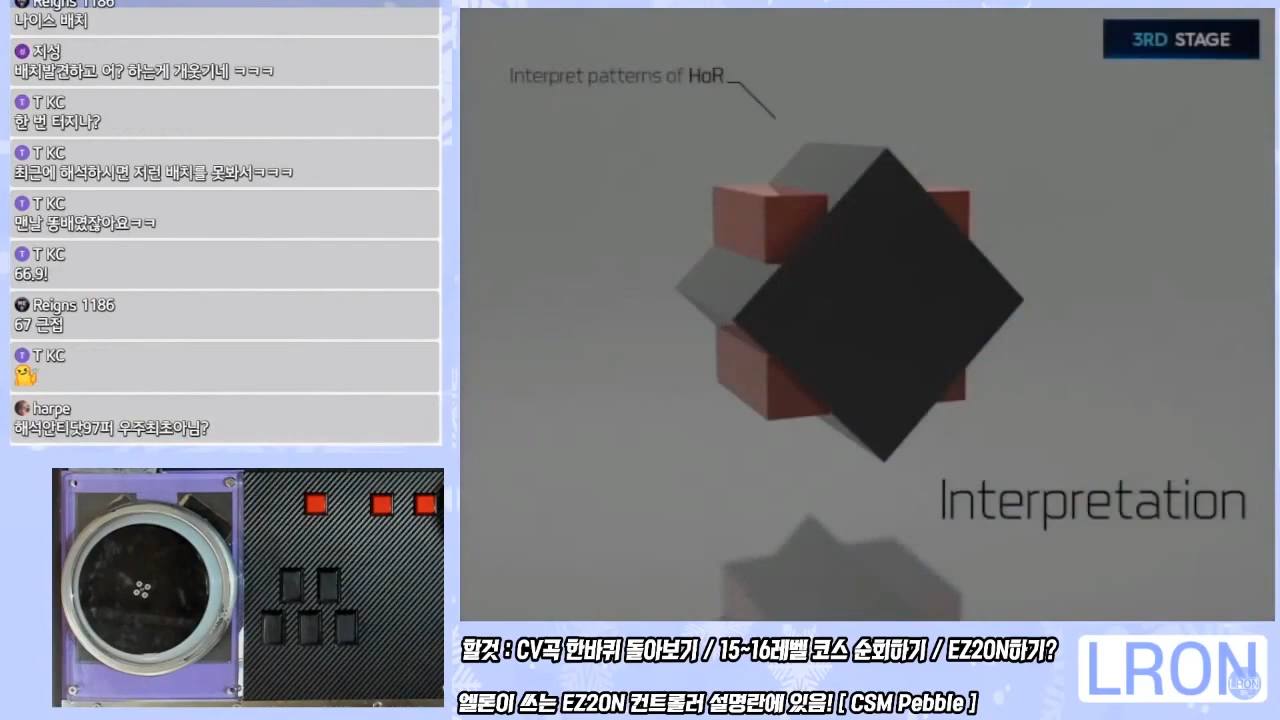 Reigns 1186
나이스 배치
지성
배치발견하고 어? 하는게 개웃기네 ㅋㅋㅋ
T KC
한 번 터지나?
T KC
최근에 해석하시면 저런 배치를 못봐서ㅋㅋㅋ
T KC
맨날 똥배였잖아요ㅋㅋ
T KC
66.9!
Reigns 1186
67 근접
T KC
harpe
해석안티닷97퍼 우주최초아님?
3RD STAGE
Interpret patterns of HoR
Interpretation
할것 : CV곡 한바퀴 돌아보기 / 15~16레벨 코스 순회하기 / EZ2ON하기?
엘론이 쓰는 EZ2ON 컨트롤러 설명란에 있음! [ CSM Pebble ]
LRON
LRON